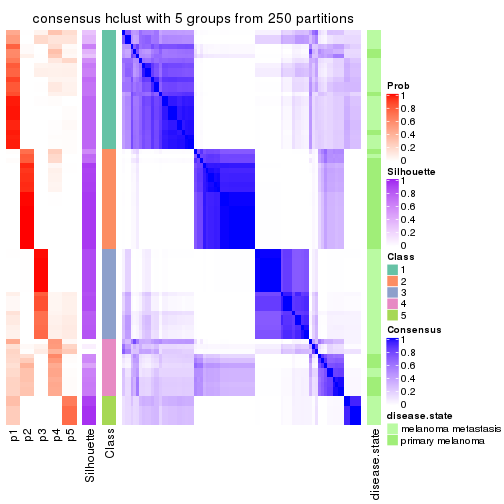 consensus hclust with 5 groups from 250 partitions
Prob
1
0.8
0.6
0.4
0.2
0
Silhouette
1
0.8
0.6
0.4
0.2
0
Class
1
2
3
4
5
Consensus
1
0.8
0.6
0.4
0.2
0
disease.state
melanoma metastasis
primary melanoma
p1
p2
p3
p4
p5
Silhouette
Class
disease.state